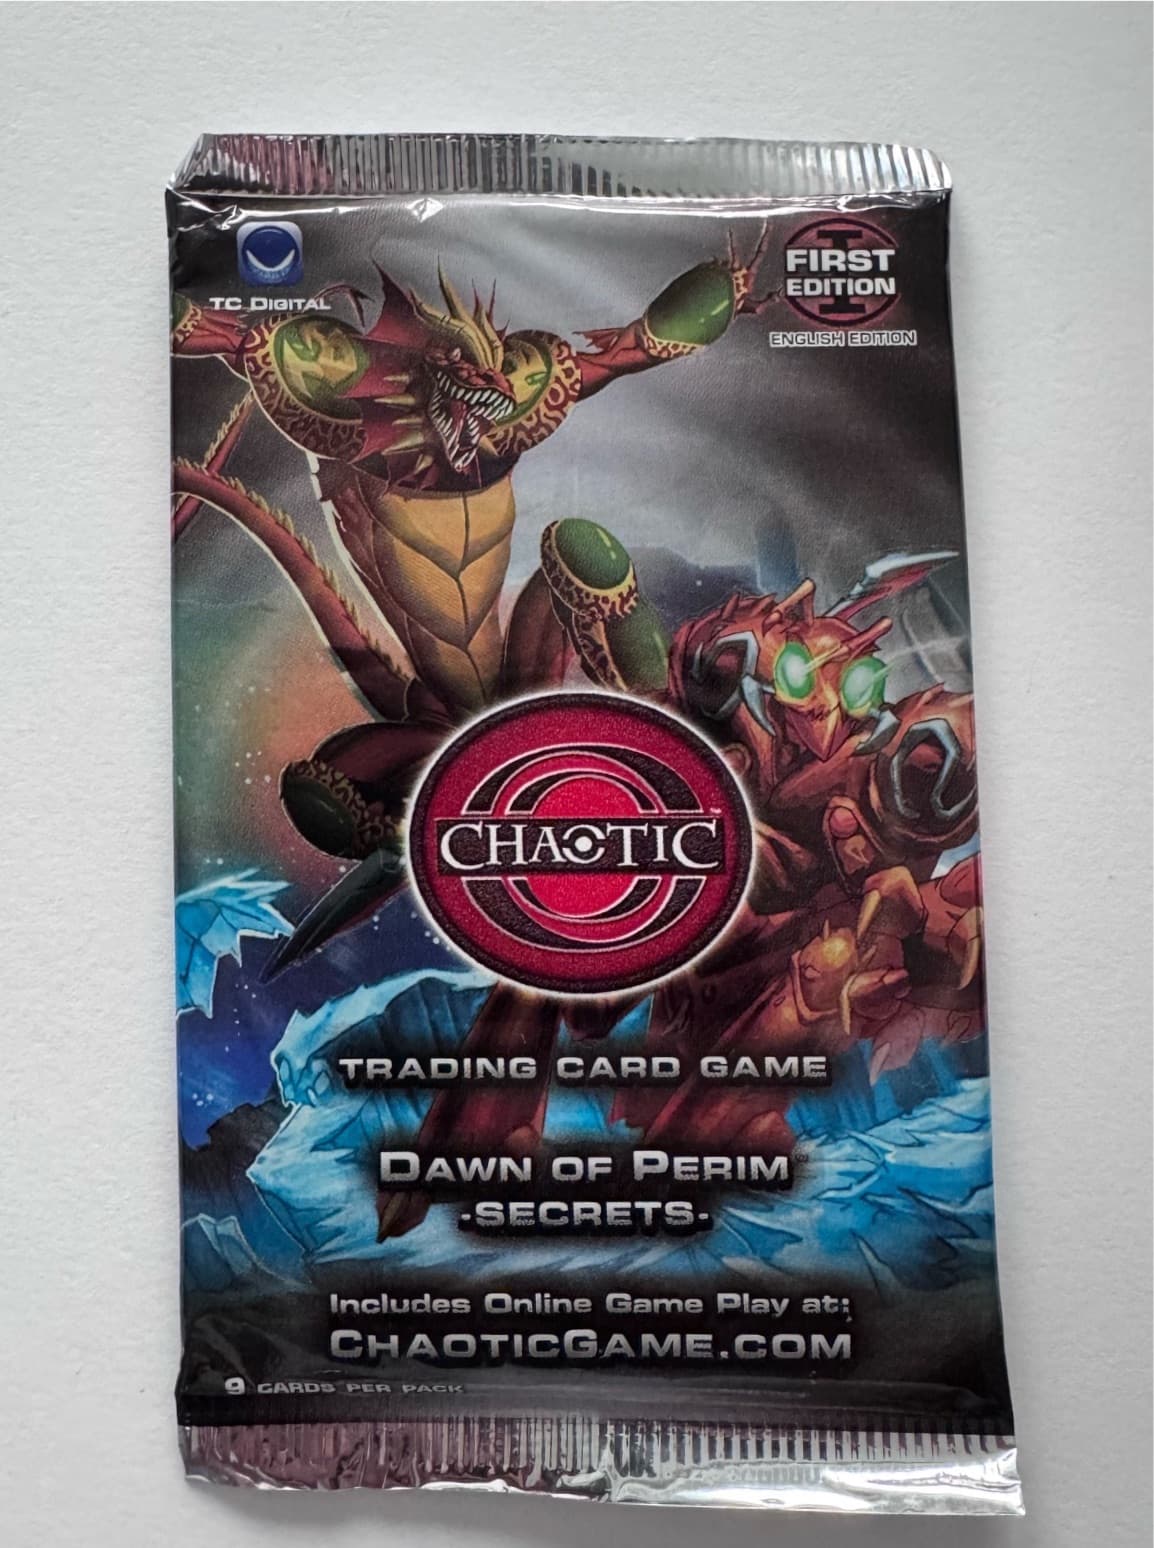 TC DIGITAL
I
FIRST
EDITION
ENGLISH EDITION
CHAOTIC™
TRADING CARD GAME
DAWN OF PERIM
-SECRETS-
Includes Online Game Play at:
CHAOTICGAME.COM
9 CARDS PER PACK